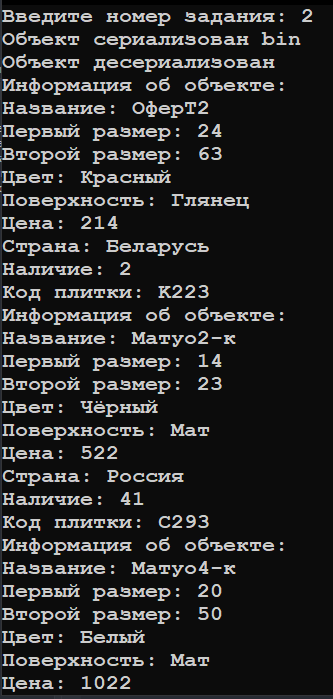 Введите номер задания: 2
Объект сериализован bin
Объект десериализован
Информация об объекте:
Название: ОферТ2
Первый размер: 24
Второй размер: 63
Цвет: Красный
Поверхность: Глянец
Цена: 214
Страна: Беларусь
Наличие: 2
Код плитки: К223
Информация об объекте:
Название: Матуо2-к
Первый размер: 14
Второй размер: 23
Цвет: Чёрный
Поверхность: Мат
Цена: 522
Страна: Россия
Наличие: 41
Код плитки: С293
Информация об объекте:
Название: Матуо4-к
Первый размер: 20
Второй размер: 50
Цвет: Белый
Поверхность: Мат
Цена: 1022